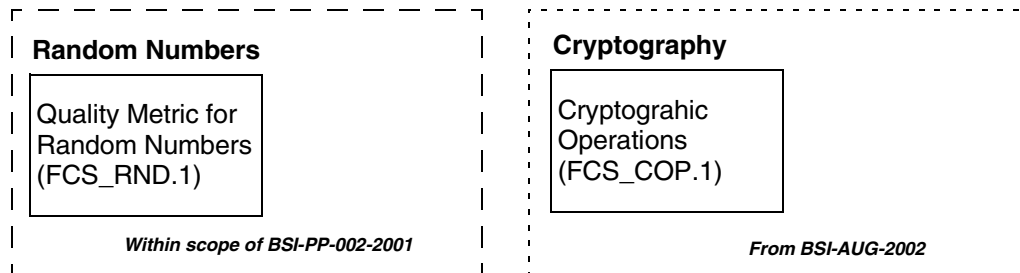 Random Numbers
Quality Metric for
Random Numbers
(FCS_RND.1)
Within scope of BSI-PP-002-2001
Cryptography
Cryptograhic
Operations
(FCS_COP.1)
From BSI-AUG-2002